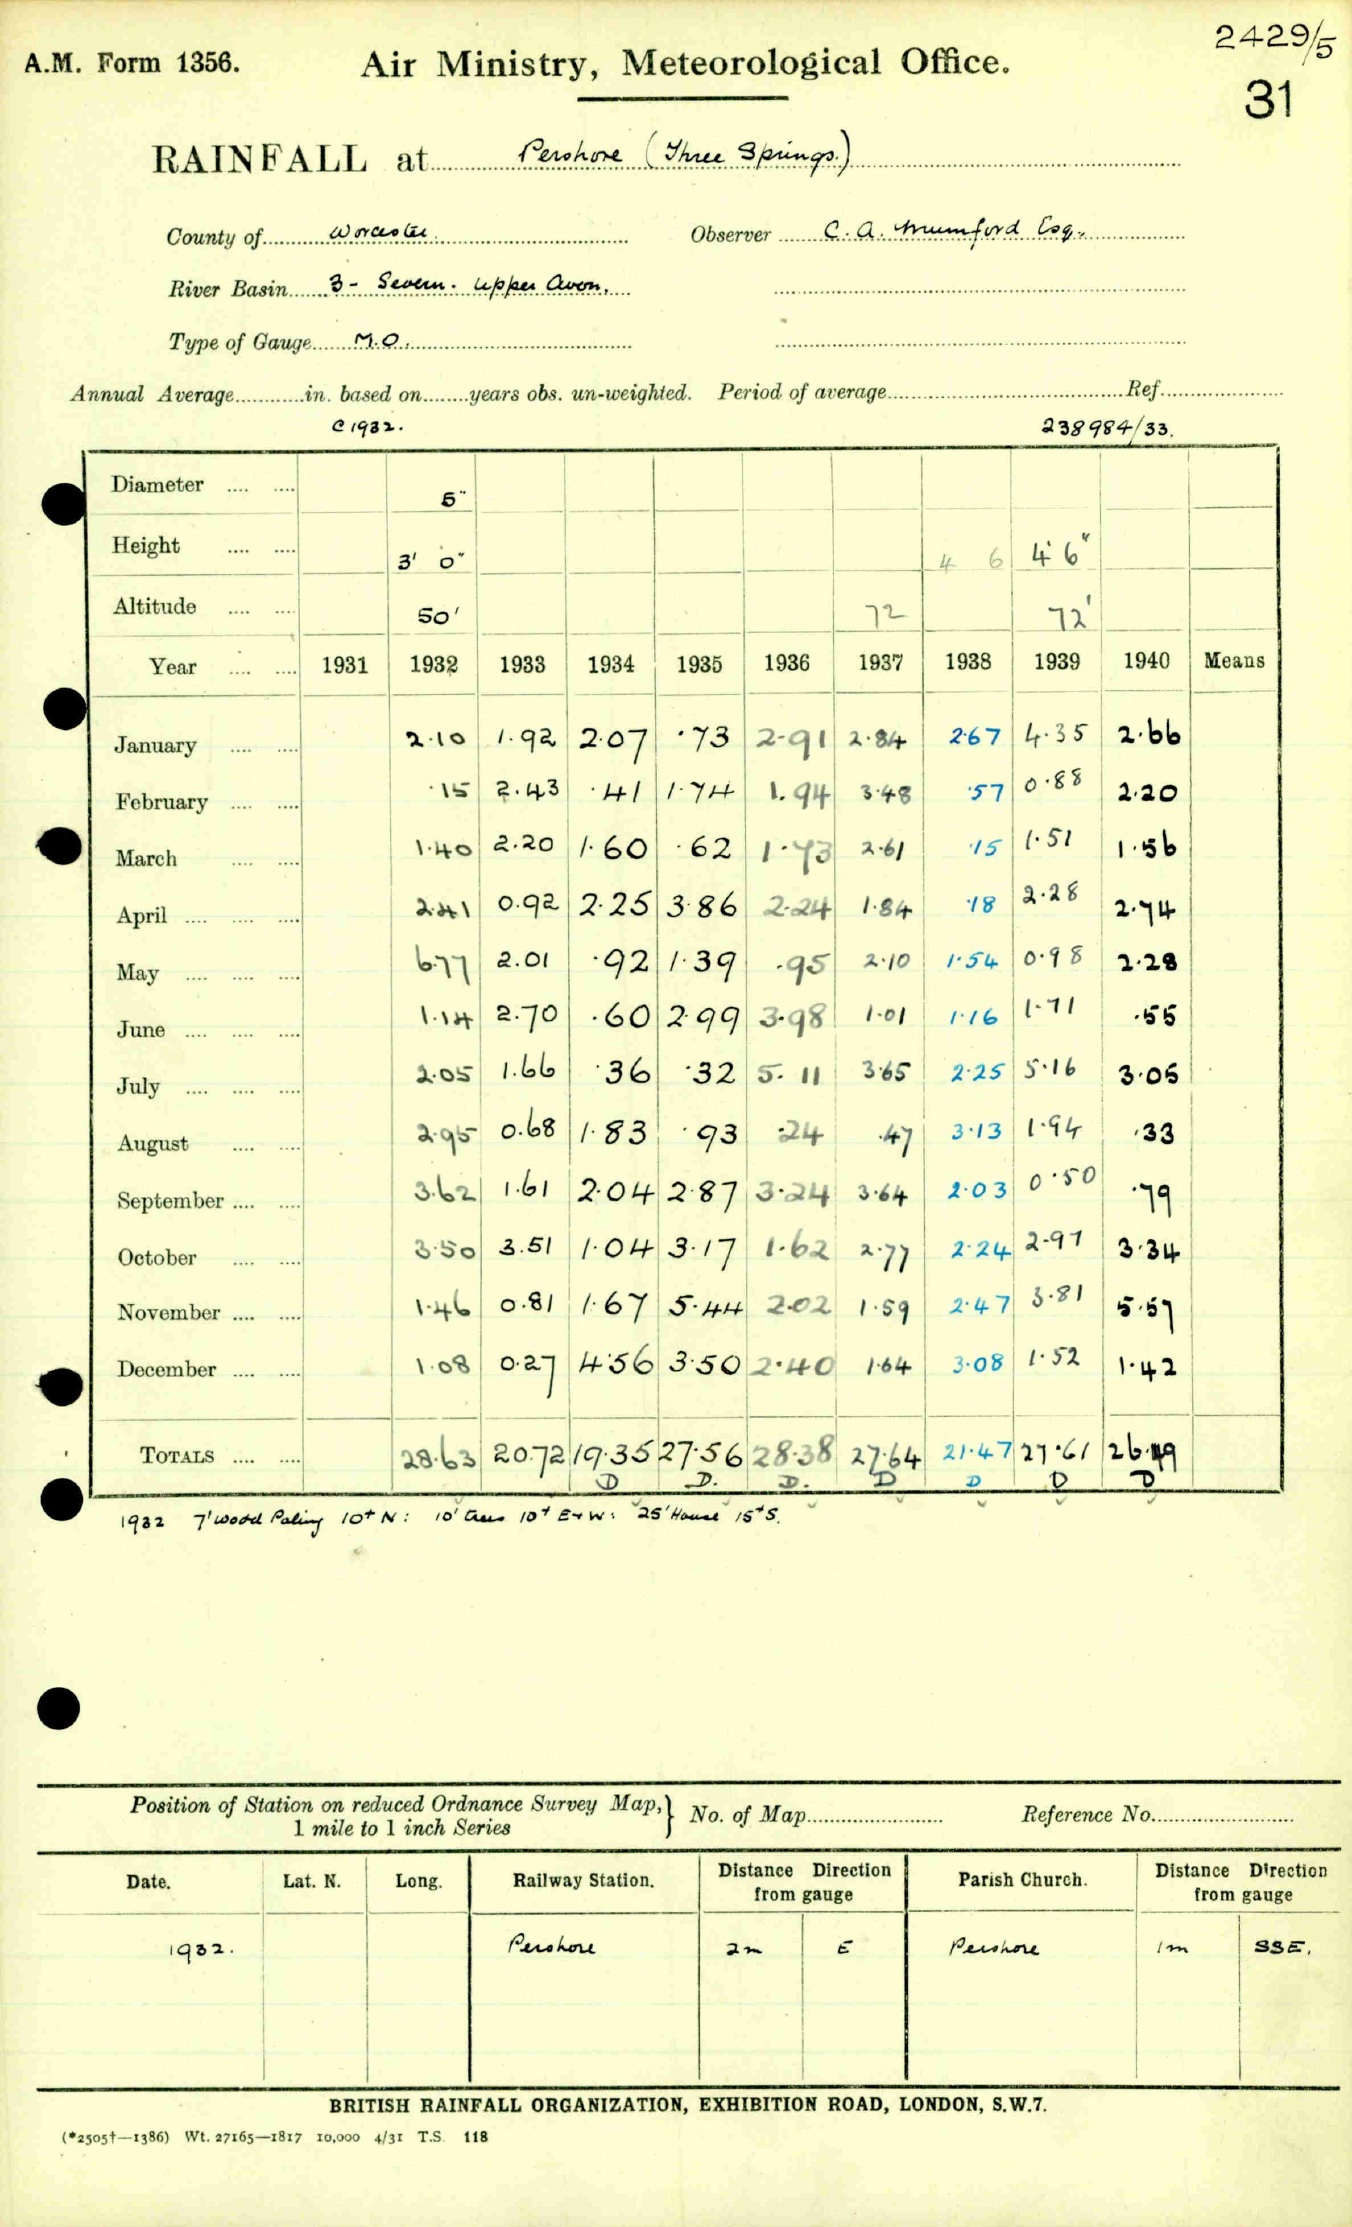 2429/5
A.M. Form 1356. Air Ministry, Meteorological Office.
31
RAINFALL at Pershore (Three Springs.)
County of Worcester. Observer C. A. Mumford Esq.
River Basin 3 - Severn. Upper Avon.
Type of Gauge M.O.
Annual Average in. based on years obs. un-weighted. Period of average Ref.
C 1932. 238984/33.
Diameter .... .... 5"
Height .... .... 3' 0" 4 6 4' 6"
Altitude .... .... 50' 72 72'
Year .... .... 1931 1932 1933 1934 1935 1936 1937 1938 1939 1940 Means
January .... .... 2.10 1.92 2.07 .73 2.91 2.84 2.67 4.35 2.66
February .... .... .15 2.43 .41 1.74 1.94 3.48 .57 0.88 2.20
March .... .... 1.40 2.20 1.60 .62 1.73 2.61 .15 1.51 1.56
April .... .... .... 2.41 0.92 2.25 3.86 2.24 1.84 .18 2.28 2.74
May .... .... .... 6.77 2.01 .92 1.39 .95 2.10 1.54 0.98 2.28
June .... .... .... 1.14 2.70 .60 2.99 3.98 1.01 1.16 1.71 .55
July .... .... .... 2.05 1.66 .36 .32 5.11 3.65 2.25 5.16 3.05
August .... .... 2.95 0.68 1.83 .93 .24 .47 3.13 1.94 .33
September .... .... 3.62 1.61 2.04 2.87 3.24 3.64 2.03 0.50 .79
October .... .... 3.50 3.51 1.04 3.17 1.62 2.77 2.24 2.97 3.34
November .... .... 1.46 0.81 1.67 5.44 2.02 1.59 2.47 3.81 5.57
December .... .... 1.08 0.27 4.56 3.50 2.40 1.64 3.08 1.52 1.42
TOTALS .... .... 28.63 20.72 19.35 27.56 28.38 27.64 21.47 27.61 26.49
D D. D. D D D D
1932 7' Wood Paling 10+ N: 10' trees 10+ E+W: 25' House 15+ S.
Position of Station on reduced Ordnance Survey Map, } No. of Map Reference No.
1 mile to 1 inch Series
Date. Lat. N. Long. Railway Station. Distance Direction from gauge Parish Church. Distance Direction from gauge
1932. Pershore 2m E Pershore 1m SSE.
BRITISH RAINFALL ORGANIZATION, EXHIBITION ROAD, LONDON, S.W.7.
(*2505†—1386) Wt. 27165—1817 10,000 4/31 T.S. 118